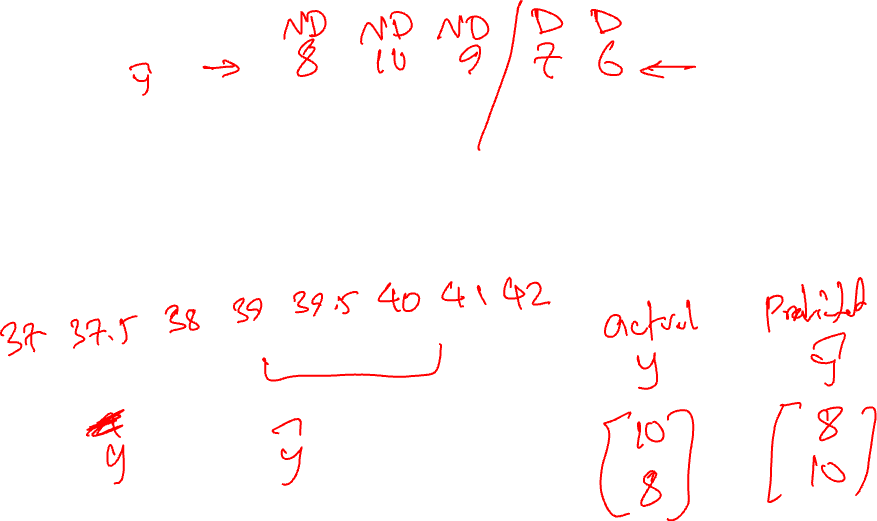 ND ND ND / D D
ŷ → 8 10 9 7 6 ←
37 37.5 38 39 39.5 40 41 42
actual Predicted
y ŷ
y ŷ
[10 8] [8 10]